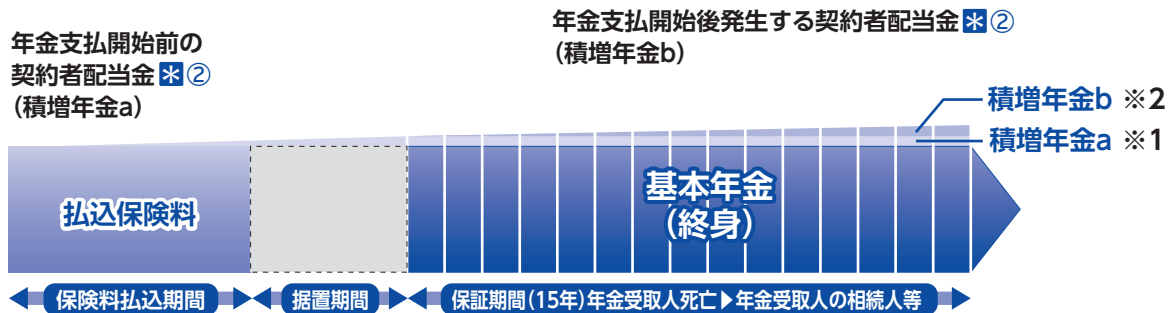 年金支払開始前の
契約者配当金＊②
(積増年金a)
年金支払開始後発生する契約者配当金＊②
(積増年金b)
積増年金b ※2
積増年金a ※1
払込保険料
基本年金
(終身)
保険料払込期間
据置期間
保証期間(15年)年金受取人死亡▶年金受取人の相続人等